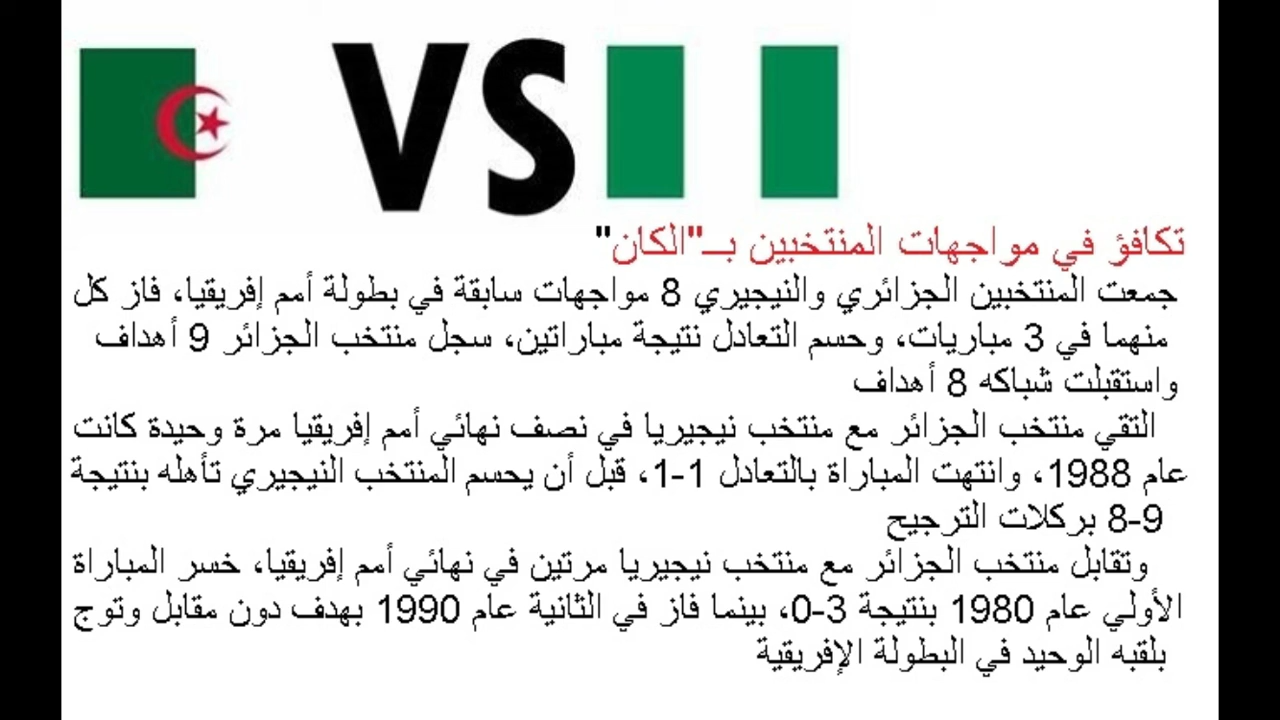 VS
تكافؤ في مواجهات المنتخبين بــ"الكان"
جمعت المنتخبين الجزائري والنيجيري 8 مواجهات سابقة في بطولة أمم إفريقيا، فاز كل
منهما في 3 مباريات، وحسم التعادل نتيجة مباراتين، سجل منتخب الجزائر 9 أهداف
واستقبلت شباكه 8 أهداف
التقي منتخب الجزائر مع منتخب نيجيريا في نصف نهائي أمم إفريقيا مرة وحيدة كانت
عام 1988، وانتهت المباراة بالتعادل 1-1، قبل أن يحسم المنتخب النيجيري تأهله بنتيجة
9-8 بركلات الترجيح
وتقابل منتخب الجزائر مع منتخب نيجيريا مرتين في نهائي أمم إفريقيا، خسر المباراة
الأولي عام 1980 بنتيجة 3-0، بينما فاز في الثانية عام 1990 بهدف دون مقابل وتوج
بلقبه الوحيد في البطولة الإفريقية